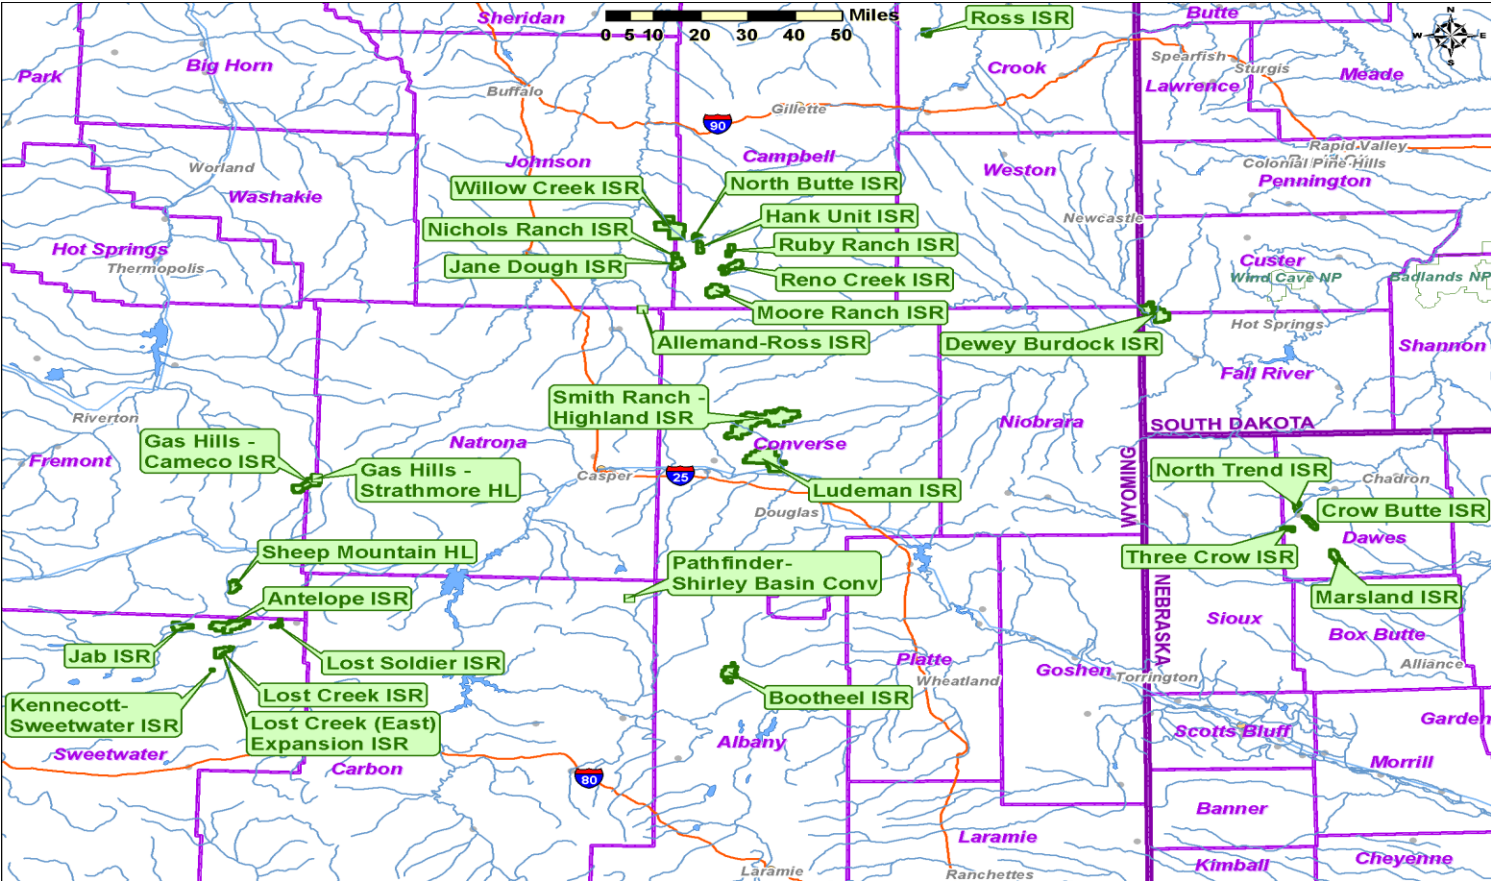 Sheridan
Miles
0 5 10 20 30 40 50
Ross ISR
Butte
N
W E
S
Park
Big Horn
Buffalo
90
Gillette
Crook
Spearfish
Sturgis
Lawrence
Meade
Worland
Washakie
Johnson
Campbell
Weston
Rapid Valley
Colonial Pine Hills
Pennington
Willow Creek ISR
North Butte ISR
Hank Unit ISR
Newcastle
Nichols Ranch ISR
Ruby Ranch ISR
Hot Springs
Thermopolis
Jane Dough ISR
Reno Creek ISR
Custer
Wind Cave NP
Badlands NP
Moore Ranch ISR
Allemand-Ross ISR
Dewey Burdock ISR
Hot Springs
Shannon
Fall River
Riverton
Smith Ranch -
Highland ISR
Niobrara
SOUTH DAKOTA
Gas Hills -
Cameco ISR
Natrona
Converse
Fremont
Gas Hills -
Strathmore HL
Casper
25
Ludeman ISR
Douglas
WYOMING
North Trend ISR
Chadron
Crow Butte ISR
Dawes
Three Crow ISR
Sheep Mountain HL
Pathfinder-
Shirley Basin Conv
Antelope ISR
NEBRASKA
Marsland ISR
Sioux
Box Butte
Jab ISR
Lost Soldier ISR
Platte
Wheatland
Goshen
Torrington
Alliance
Lost Creek ISR
Bootheel ISR
Kennecott-
Sweetwater ISR
Lost Creek (East)
Expansion ISR
Garden
Scotts Bluff
Sweetwater
Carbon
Albany
80
Morrill
Banner
Laramie
Laramie
Ranchettes
Kimball
Cheyenne